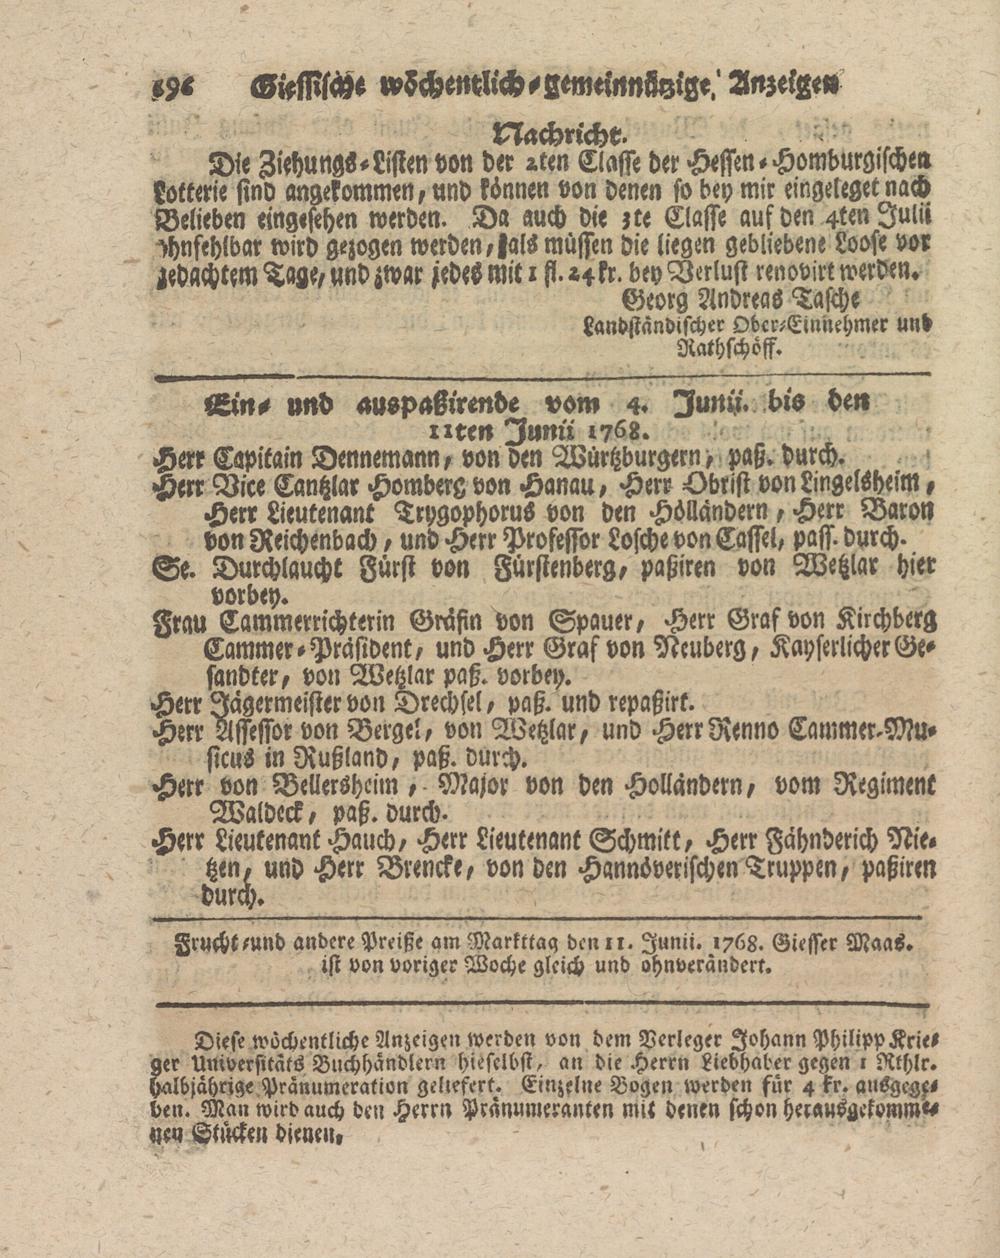 Giessische wöchentlich-gemeinnützige Anzeigen
Nachricht.
Die Ziehungs-Listen von der 2ten Classe der Hessen-Homburgischen
Lotterie sind angekommen, und können von denen so bey mir eingeleget nach
Belieben eingesehen werden. Da auch die 3te Classe auf den 4ten Julii
ohnfehlbar wird gezogen werden, als müssen die liegen gebliebene Loose vor
gedachtem Tage, und zwar jedes mit 1 fl. 24 kr. bey Verlust renovirt werden.
Georg Andreas Tasche
Landständischer Ober-Einnehmer und
Rathschöff.
Ein- und auspaßirende vom 4. Junii. bis den
11ten Junii 1768.
Herr Capitain Dennemann, von den Würtzburgern, paß. durch.
Herr Vice Cantzlar Homberg von Hanau, Herr Obrist von Lingelsheim,
Herr Lieutenant Trygophorus von den Hölländern, Herr Baron
von Reichenbach, und Herr Professor Losche von Cassel, pass. durch.
Se. Durchlaucht Fürst von Fürstenberg, paßiren von Wetzlar hier
vorbey.
Frau Cammerrichterin Gräfin von Spauer, Herr Graf von Kirchberg
Cammer-Präsident, und Herr Graf von Neuberg, Kayserlicher Ge-
sandter, von Wetzlar paß. vorbey.
Herr Jägermeister von Drechsel, paß. und repaßirt.
Herr Assessor von Bergel, von Wetzlar, und Herr Renno Cammer-Mu-
sicus in Rußland, paß. durch.
Herr von Bellersheim, Major von den Holländern, vom Regiment
Waldeck, paß. durch.
Herr Lieutenant Hauch, Herr Lieutenant Schmitt, Herr Fähnderich Nie-
tzen, und Herr Brencke, von den Hannöverischen Truppen, paßiren
durch.
Frucht-und andere Preiße am Markttag den 11. Junii. 1768. Giesser Maas.
ist von voriger Woche gleich und ohnverändert.
Diese wöchentliche Anzeigen werden von dem Verleger Johann Philipp Krie-
ger Universitäts Buchhändlern hieselbst, an die Herrn Liebhaber gegen 1 Rthlr.
halbjährige Pränumeration geliefert. Einzelne Bogen werden für 4 kr. ausgege-
ben. Man wird auch den Herrn Pränumeranten mit denen schon herausgekomme-
nen Stücken dienen.